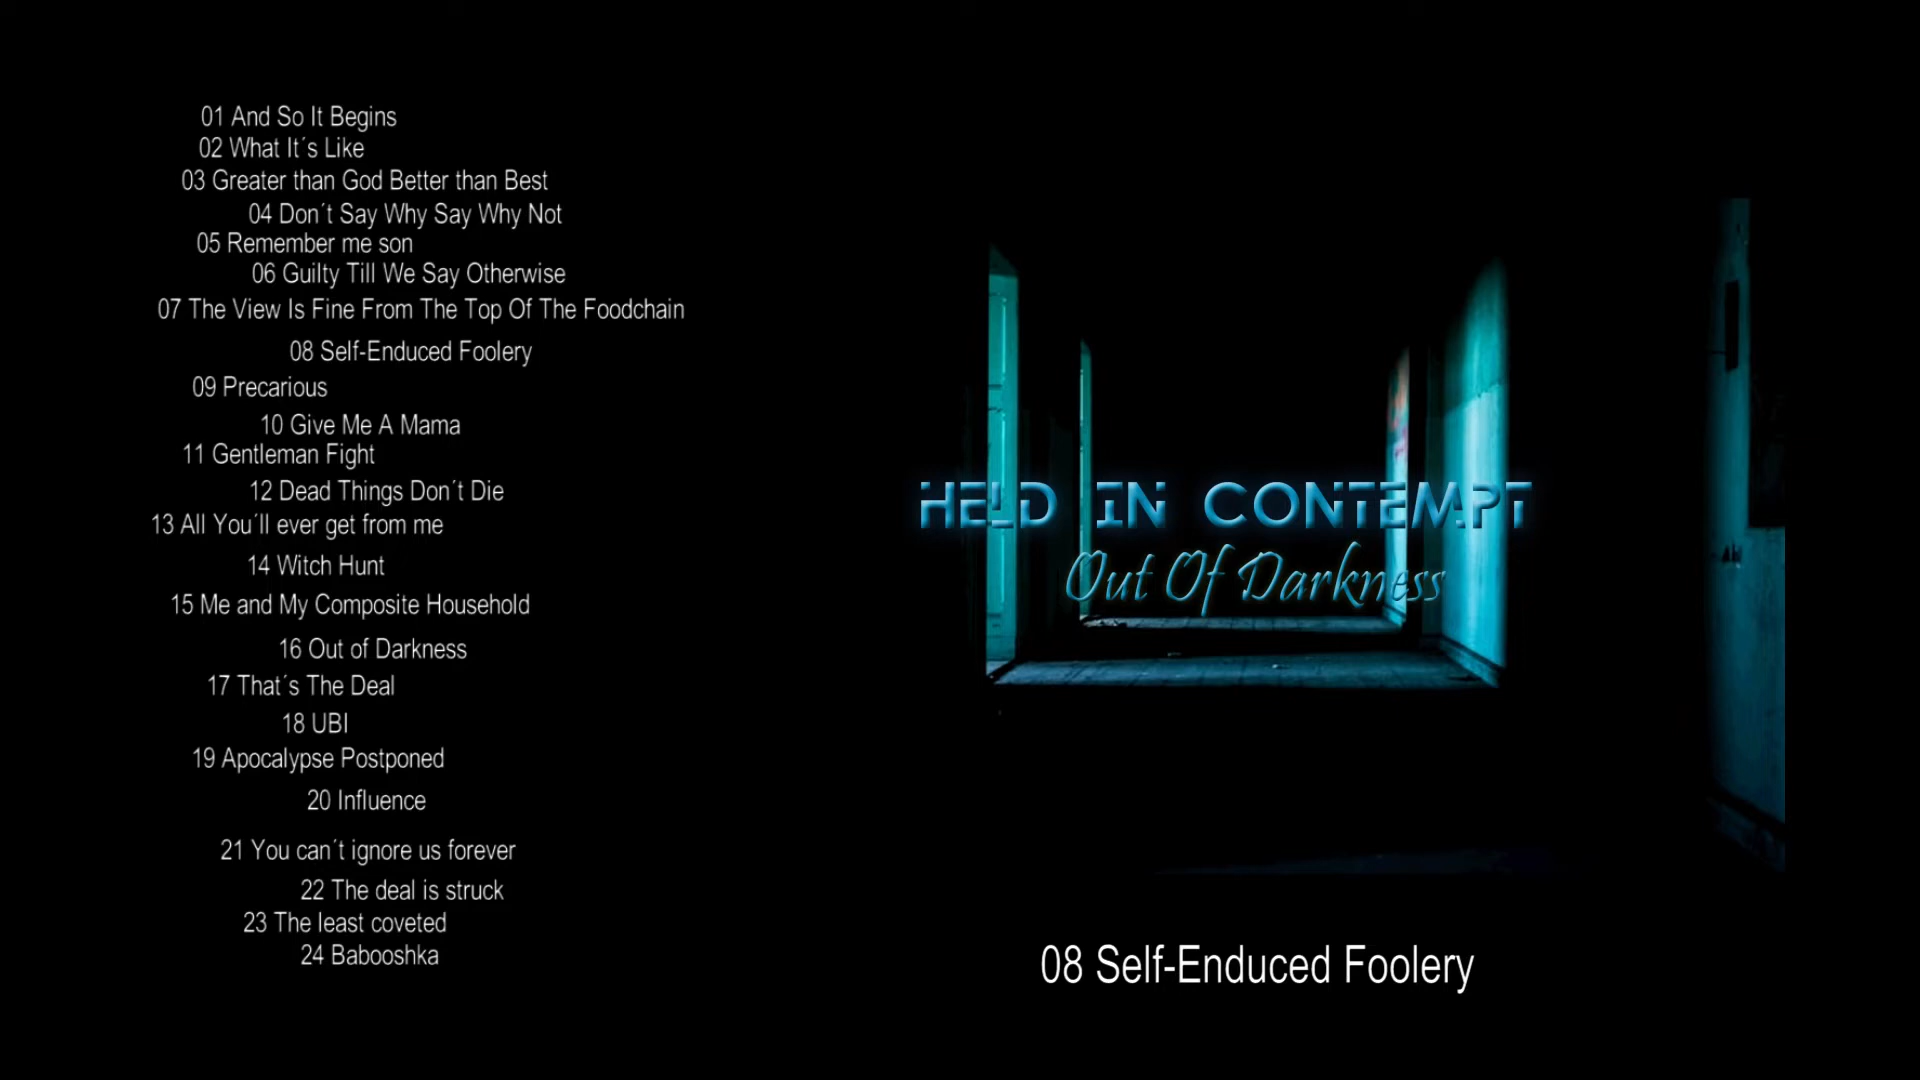 01 And So It Begins
02 What It´s Like
03 Greater than God Better than Best
04 Don´t Say Why Say Why Not
05 Remember me son
06 Guilty Till We Say Otherwise
07 The View Is Fine From The Top Of The Foodchain
08 Self-Enduced Foolery
09 Precarious
10 Give Me A Mama
11 Gentleman Fight
12 Dead Things Don´t Die
13 All You´ll ever get from me
14 Witch Hunt
15 Me and My Composite Household
16 Out of Darkness
17 That´s The Deal
18 UBI
19 Apocalypse Postponed
20 Influence
21 You can´t ignore us forever
22 The deal is struck
23 The least coveted
24 Babooshka
HELD IN CONTEMPT
Out Of Darkness
08 Self-Enduced Foolery